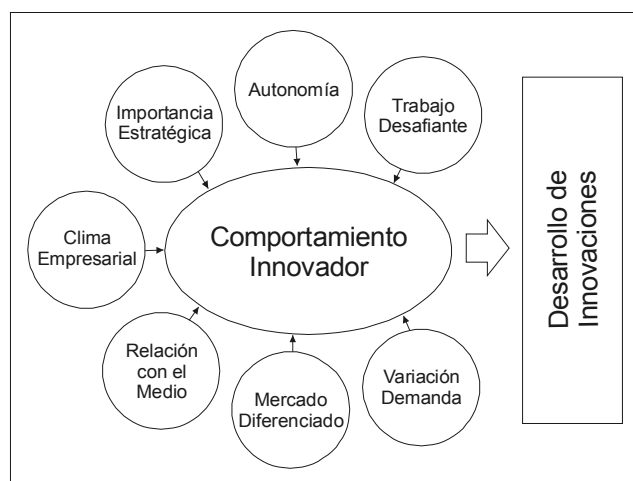 Autonomía
Importancia
Estratégica
Trabajo
Desafiante
Clima
Empresarial
Comportamiento
Innovador
Desarrollo de
Innovaciones
Relación
con el
Medio
Mercado
Diferenciado
Variación
Demanda